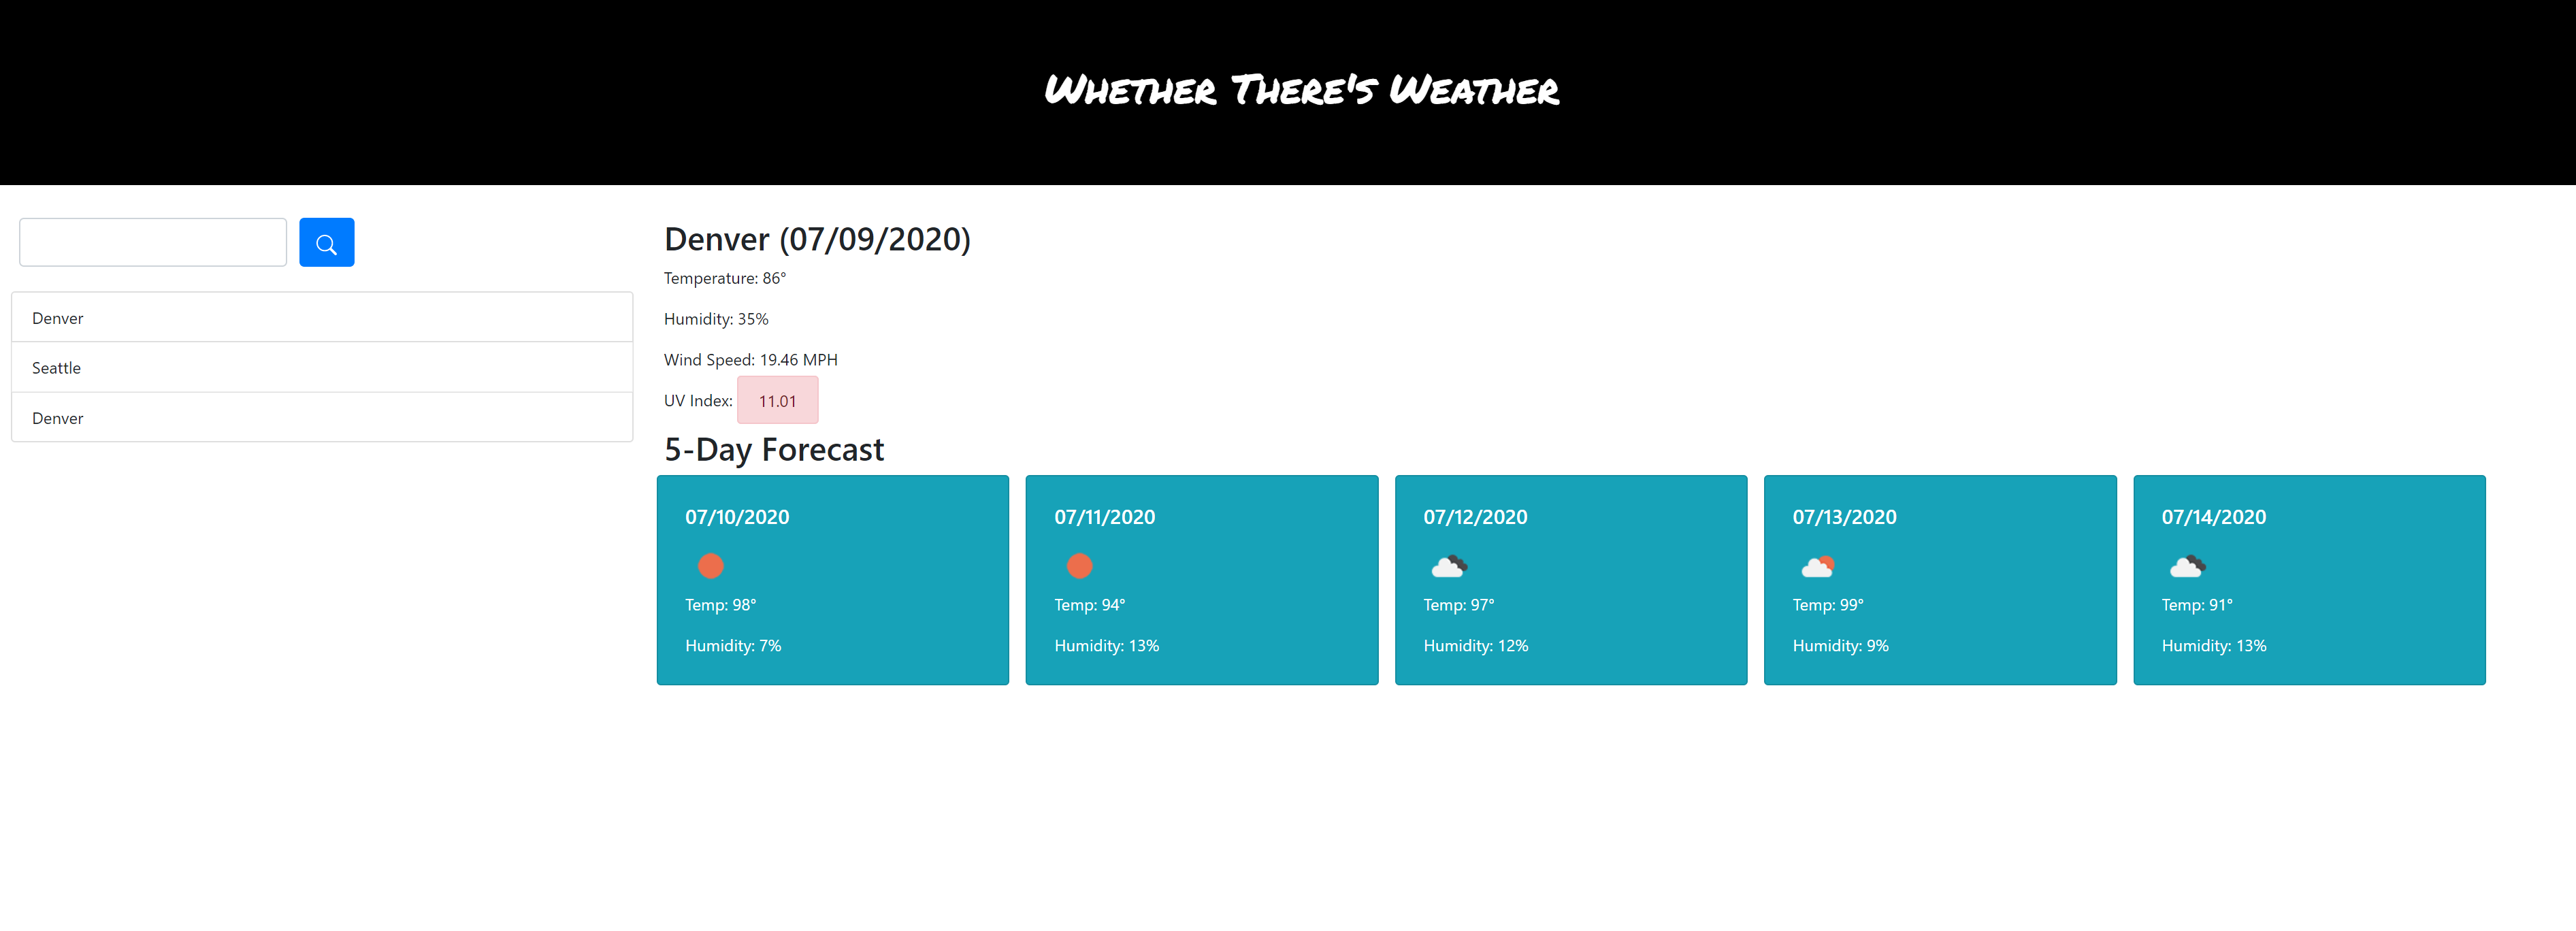 Whether There's Weather
Denver
Seattle
Denver
Denver (07/09/2020)
Temperature: 86°
Humidity: 35%
Wind Speed: 19.46 MPH
UV Index: 11.01
5-Day Forecast
07/10/2020
Temp: 98°
Humidity: 7%
07/11/2020
Temp: 94°
Humidity: 13%
07/12/2020
Temp: 97°
Humidity: 12%
07/13/2020
Temp: 99°
Humidity: 9%
07/14/2020
Temp: 91°
Humidity: 13%